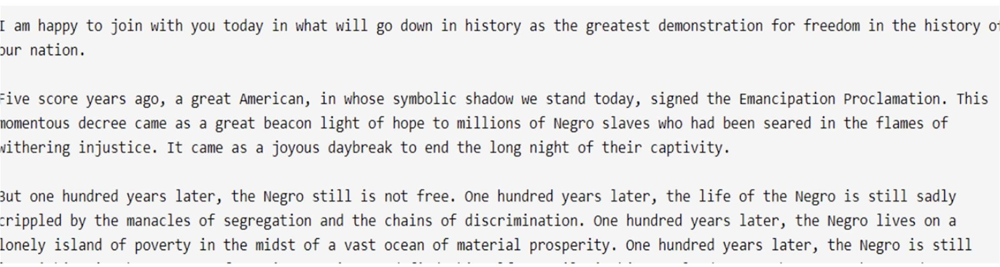 I am happy to join with you today in what will go down in history as the greatest demonstration for freedom in the history of
our nation.
Five score years ago, a great American, in whose symbolic shadow we stand today, signed the Emancipation Proclamation. This
momentous decree came as a great beacon light of hope to millions of Negro slaves who had been seared in the flames of
withering injustice. It came as a joyous daybreak to end the long night of their captivity.
But one hundred years later, the Negro still is not free. One hundred years later, the life of the Negro is still sadly
crippled by the manacles of segregation and the chains of discrimination. One hundred years later, the Negro lives on a
lonely island of poverty in the midst of a vast ocean of material prosperity. One hundred years later, the Negro is still